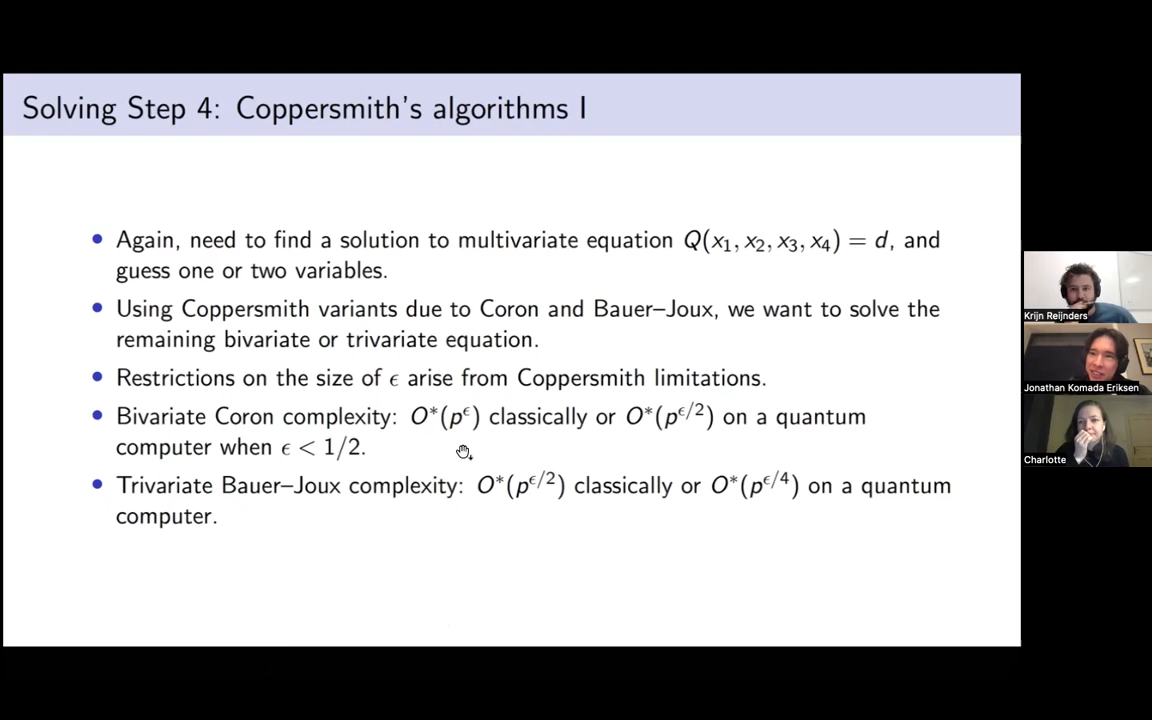 Solving Step 4: Coppersmith's algorithms I
• Again, need to find a solution to multivariate equation Q(x₁, x₂, x₃, x₄) = d, and
guess one or two variables.
• Using Coppersmith variants due to Coron and Bauer–Joux, we want to solve the
remaining bivariate or trivariate equation.
• Restrictions on the size of ϵ arise from Coppersmith limitations.
• Bivariate Coron complexity: O*(p^ϵ) classically or O*(p^{ϵ/2}) on a quantum
computer when ϵ < 1/2.
• Trivariate Bauer–Joux complexity: O*(p^{ϵ/2}) classically or O*(p^{ϵ/4}) on a quantum
computer.
Krijn Reijnders
Jonathan Komada Eriksen
Charlotte